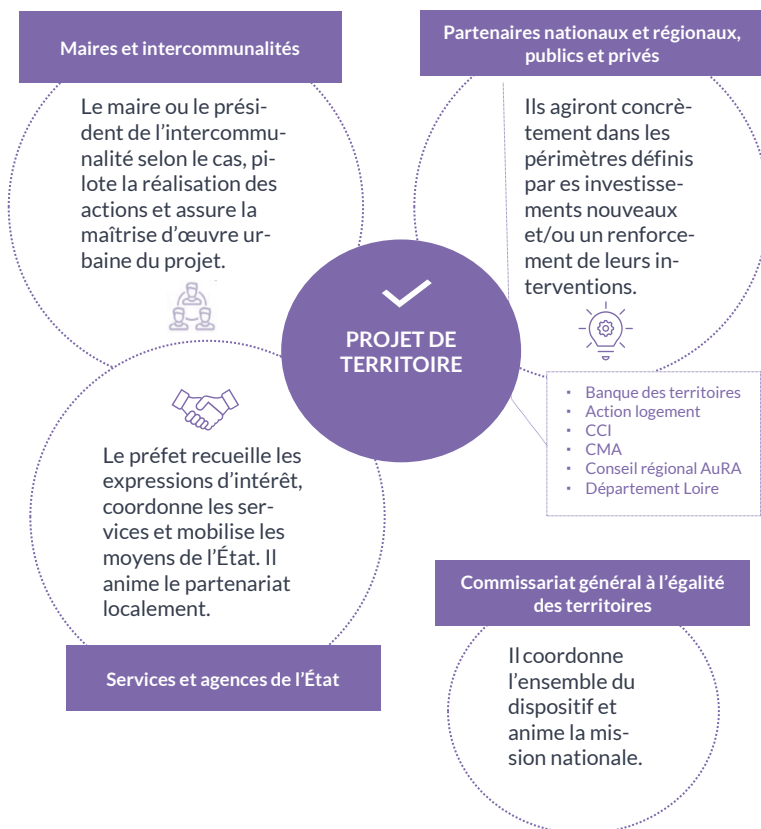 Maires et intercommunalités
Le maire ou le prési-
dent de l'intercommu-
nalité selon le cas, pi-
lote la réalisation des
actions et assure la
maîtrise d'œuvre ur-
baine du projet.
Partenaires nationaux et régionaux,
publics et privés
Ils agiront concrè-
tement dans les
périmètres définis
par es investisse-
ments nouveaux
et/ou un renforce-
ment de leurs in-
terventions.
PROJET DE
TERRITOIRE
▪ Banque des territoires
▪ Action logement
▪ CCI
▪ CMA
▪ Conseil régional AuRA
▪ Département Loire
Le préfet recueille les
expressions d'intérêt,
coordonne les ser-
vices et mobilise les
moyens de l'État. Il
anime le partenariat
localement.
Services et agences de l'État
Commissariat général à l'égalité
des territoires
Il coordonne
l'ensemble du
dispositif et
anime la mis-
sion nationale.